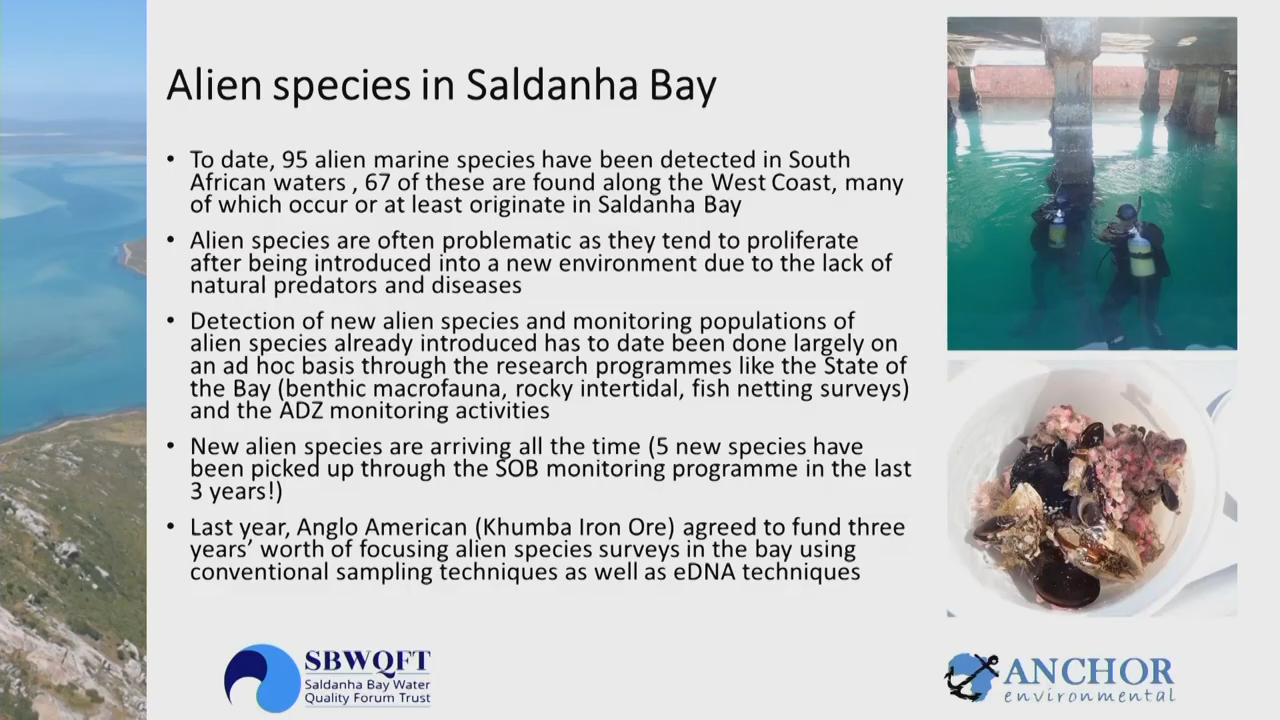 Alien species in Saldanha Bay
• To date, 95 alien marine species have been detected in South
African waters , 67 of these are found along the West Coast, many
of which occur or at least originate in Saldanha Bay
• Alien species are often problematic as they tend to proliferate
after being introduced into a new environment due to the lack of
natural predators and diseases
• Detection of new alien species and monitoring populations of
alien species already introduced has to date been done largely on
an ad hoc basis through the research programmes like the State of
the Bay (benthic macrofauna, rocky intertidal, fish netting surveys)
and the ADZ monitoring activities
• New alien species are arriving all the time (5 new species have
been picked up through the SOB monitoring programme in the last
3 years!)
• Last year, Anglo American (Khumba Iron Ore) agreed to fund three
years’ worth of focusing alien species surveys in the bay using
conventional sampling techniques as well as eDNA techniques
SBWQFT
Saldanha Bay Water
Quality Forum Trust
ANCHOR
environmental